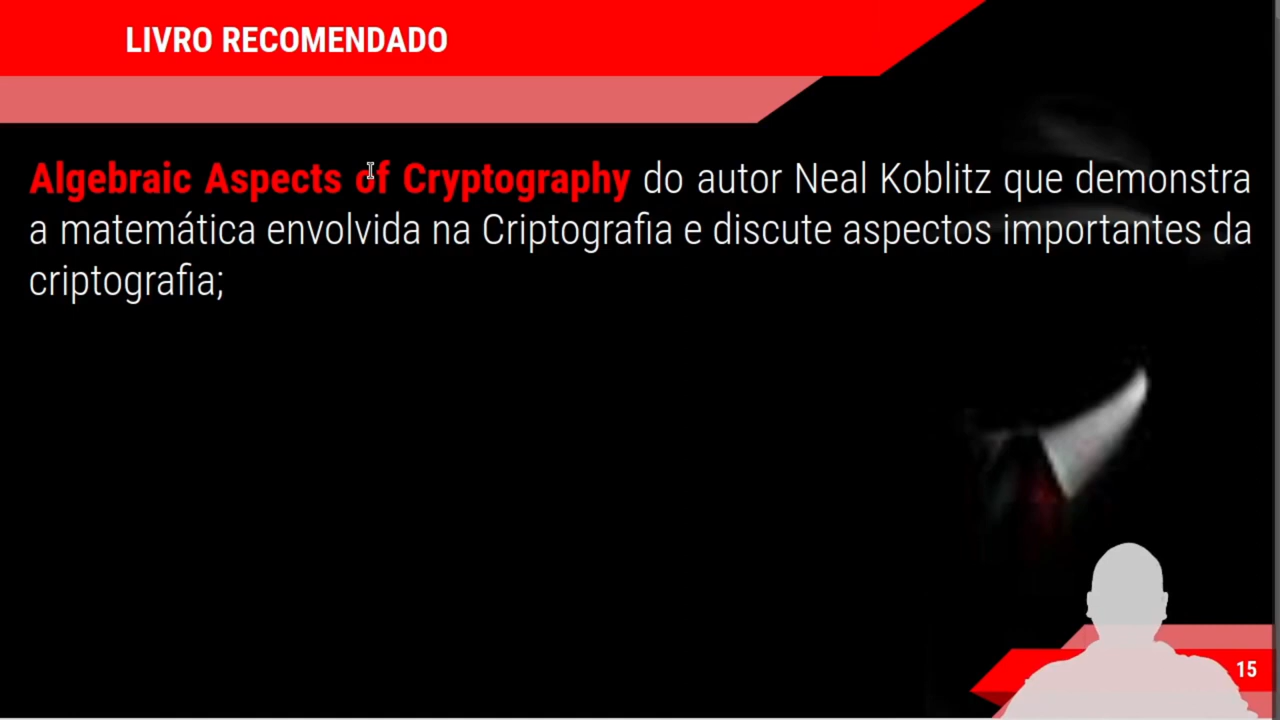 LIVRO RECOMENDADO
Algebraic Aspects of Cryptography do autor Neal Koblitz que demonstra
a matemática envolvida na Criptografia e discute aspectos importantes da
criptografia;
15